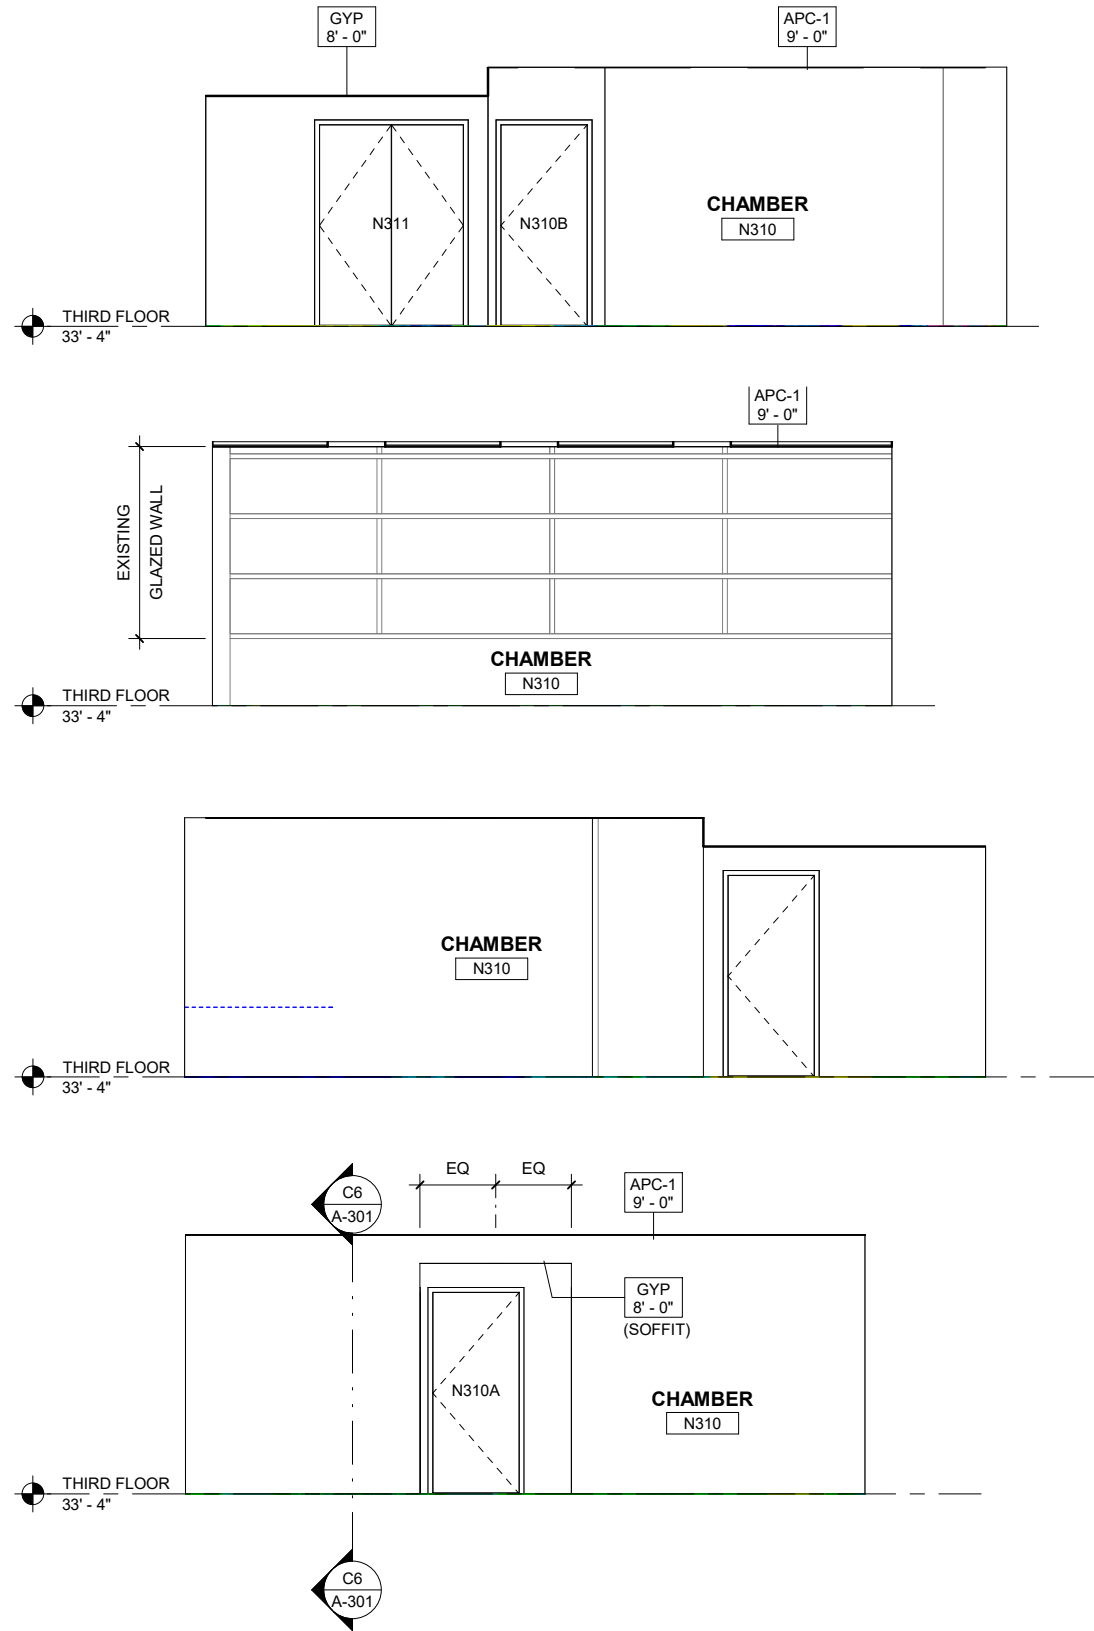 GYP
8' - 0"
APC-1
9' - 0"
N311
N310B
CHAMBER
N310
THIRD FLOOR
33' - 4"
APC-1
9' - 0"
EXISTING
GLAZED WALL
CHAMBER
N310
THIRD FLOOR
33' - 4"
CHAMBER
N310
THIRD FLOOR
33' - 4"
EQ
EQ
C6
A-301
APC-1
9' - 0"
GYP
8' - 0"
(SOFFIT)
N310A
CHAMBER
N310
THIRD FLOOR
33' - 4"
C6
A-301